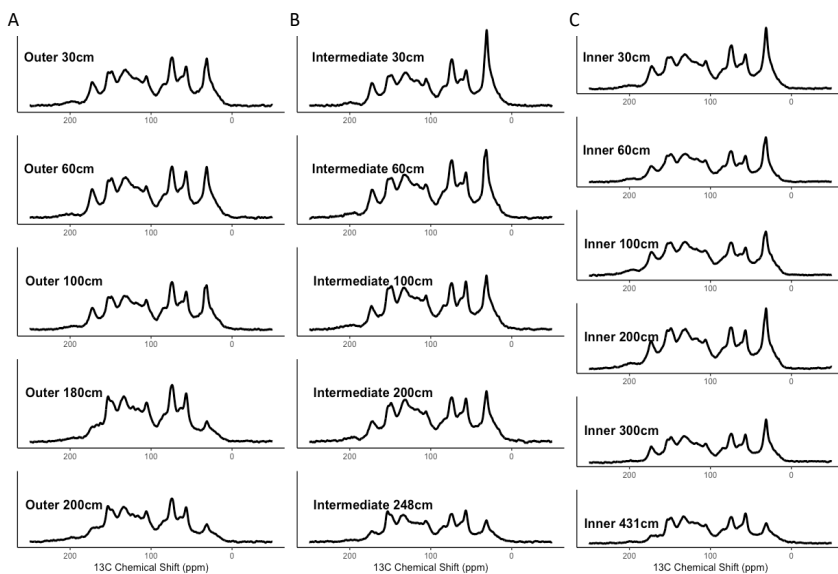 A
Outer 30cm
200 100 0
Outer 60cm
200 100 0
Outer 100cm
200 100 0
Outer 180cm
200 100 0
Outer 200cm
200 100 0
13C Chemical Shift (ppm)
B
Intermediate 30cm
200 100 0
Intermediate 60cm
200 100 0
Intermediate 100cm
200 100 0
Intermediate 200cm
200 100 0
Intermediate 248cm
200 100 0
13C Chemical Shift (ppm)
C
Inner 30cm
200 100 0
Inner 60cm
200 100 0
Inner 100cm
200 100 0
Inner 200cm
200 100 0
Inner 300cm
200 100 0
Inner 431cm
200 100 0
13C Chemical Shift (ppm)